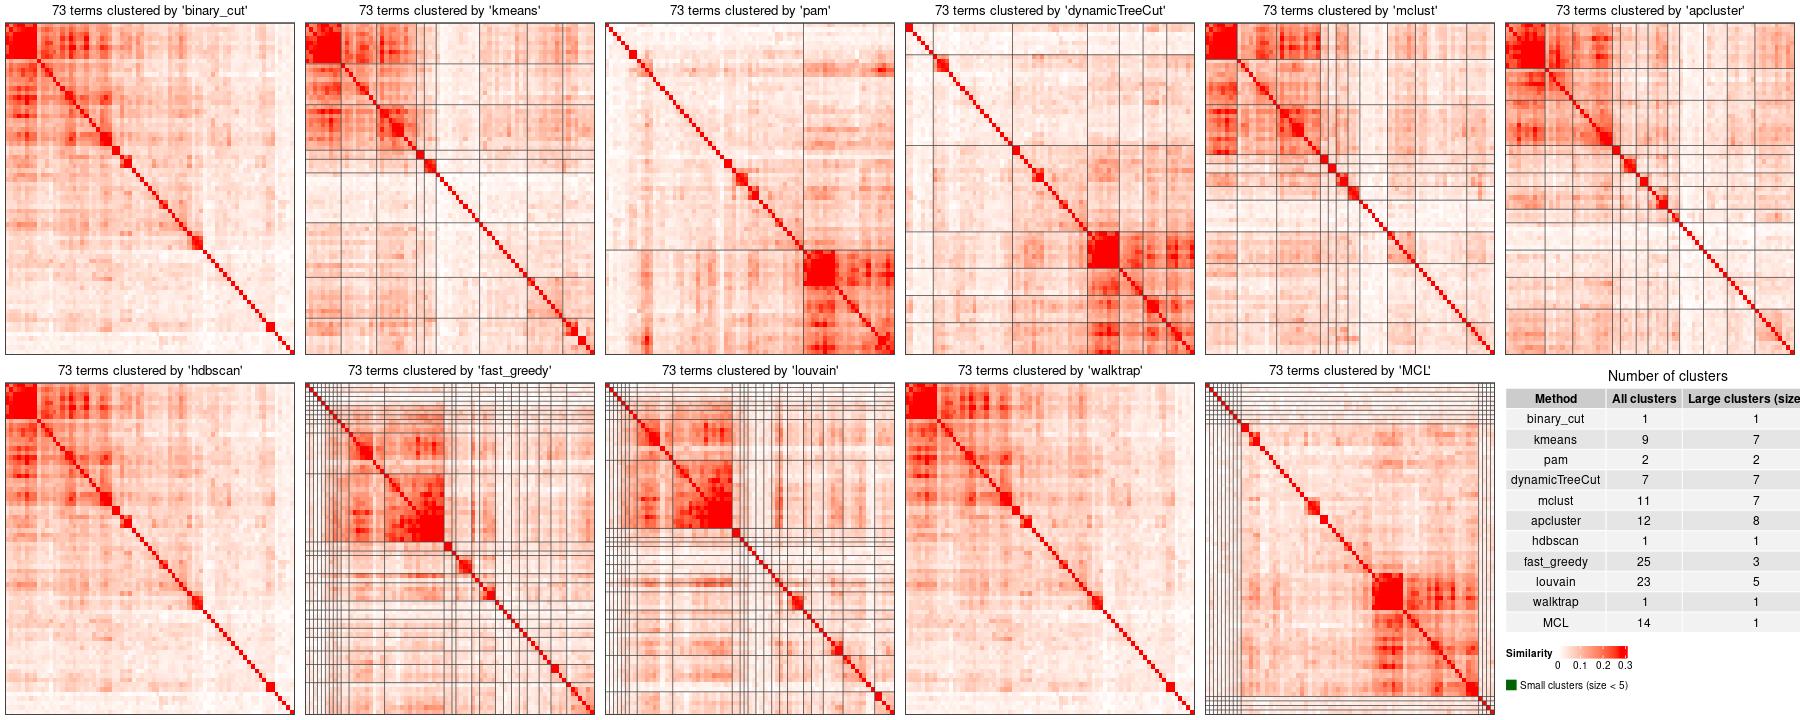 73 terms clustered by 'binary_cut'
73 terms clustered by 'kmeans'
73 terms clustered by 'pam'
73 terms clustered by 'dynamicTreeCut'
73 terms clustered by 'mclust'
73 terms clustered by 'apcluster'
73 terms clustered by 'hdbscan'
73 terms clustered by 'fast_greedy'
73 terms clustered by 'louvain'
73 terms clustered by 'walktrap'
73 terms clustered by 'MCL'
Number of clusters
Method All clusters Large clusters (size
binary_cut 1 1
kmeans 9 7
pam 2 2
dynamicTreeCut 7 7
mclust 11 7
apcluster 12 8
hdbscan 1 1
fast_greedy 25 3
louvain 23 5
walktrap 1 1
MCL 14 1
Similarity
0 0.1 0.2 0.3
Small clusters (size < 5)